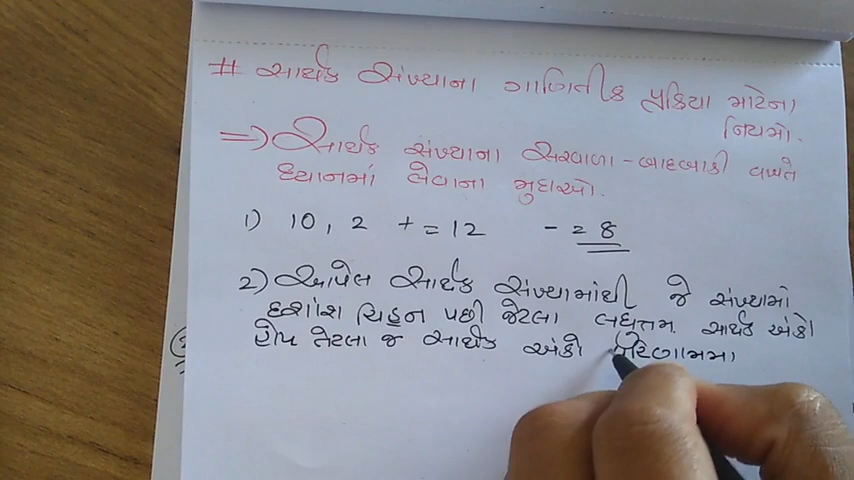 # સાર્થક સંખ્યાના ગાણિતીક પ્રક્રિયા માટેના
નિયમો.
=> સાર્થક સંખ્યાના સરવાળા - બાદબાકી વખતે
ધ્યાનમાં લેવાના મુદાઓ.
1) 10, 2 + = 12 - = 8
2) આપેલ સાર્થક સંખ્યામાંથી જે સંખ્યામાં
દશાંશ ચિહન પછી જેટલા લઘુત્તમ સાર્થક અંકો
હોય તેટલા જ સાર્થક અંકો પરિણામમા